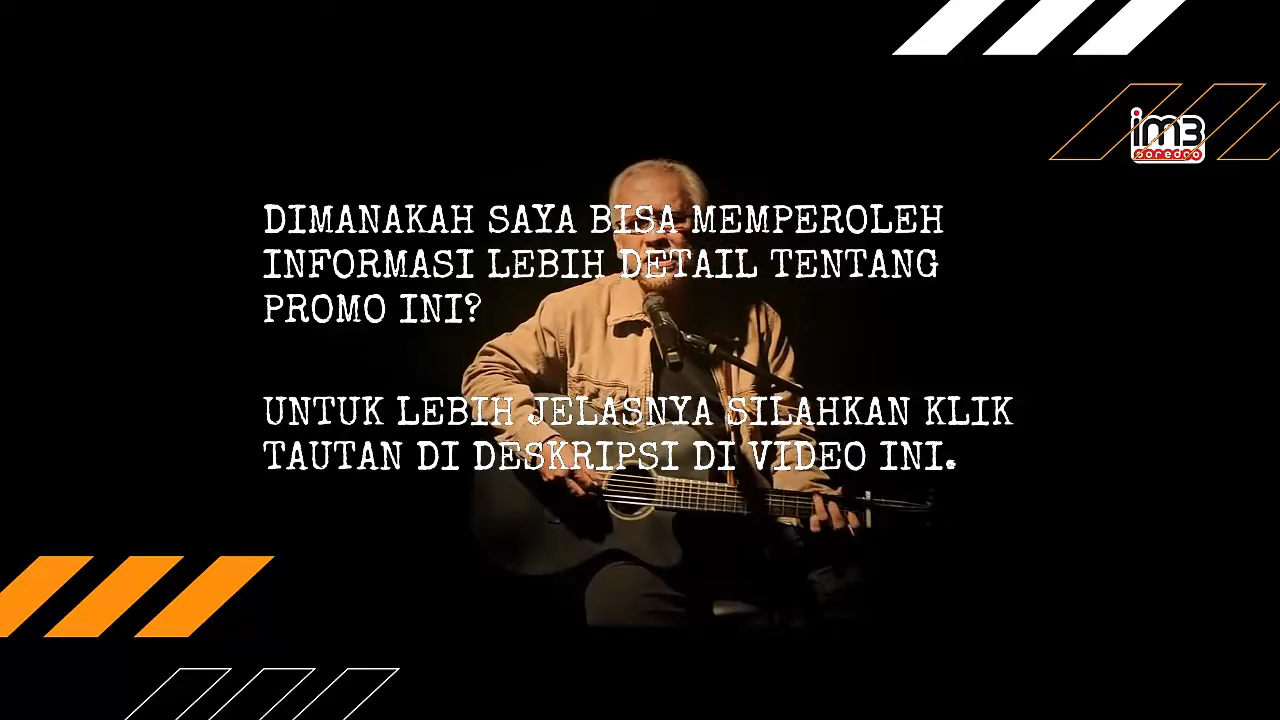 im3
ooredoo
DIMANAKAH SAYA BISA MEMPEROLEH
INFORMASI LEBIH DETAIL TENTANG
PROMO INI?
UNTUK LEBIH JELASNYA SILAHKAN KLIK
TAUTAN DI DESKRIPSI DI VIDEO INI.